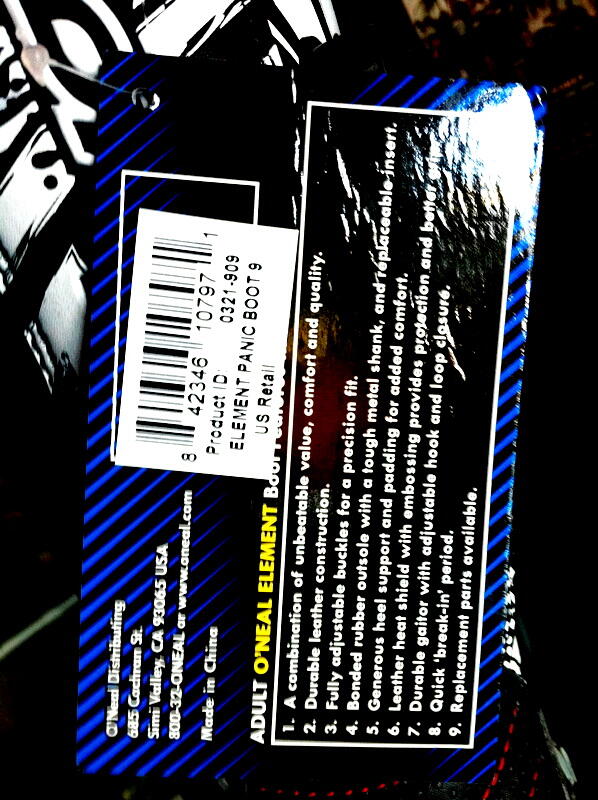 8 42346 10797 1
Product ID: 0321-909
ELEMENT PANIC BOOT 9
US Retail
O'Neal Distributing
Simi Valley, CA 93065 USA
800-32-ONEAL or www.oneal.com
Made in China
ADULT O'NEAL ELEMENT Boot
1. A combination of unbeatable value, comfort and quality.
2. Durable leather construction.
3. Fully adjustable buckles for a precision fit.
4. Bonded rubber outsole with a tough metal shank, and replaceable insert.
5. Generous heel support and padding for added comfort.
6. Leather heat shield with embossing provides protection and better
7. Durable gaitor with adjustable hook and loop closure.
8. Quick 'break-in' period.
9. Replacement parts available.